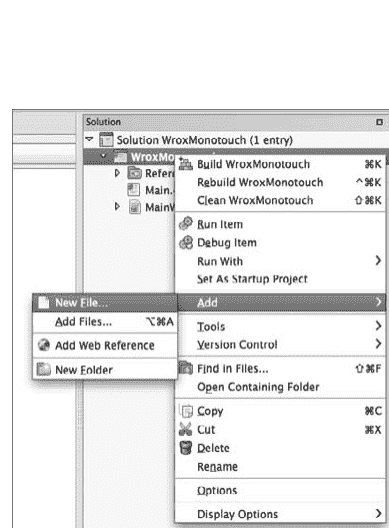 Solution
Solution WroxMonotouch (1 entry)
WroxMo
Build WroxMonotouch ⌘K
Refere
Rebuild WroxMonotouch ^⌘K
Main.
Clean WroxMonotouch ⇧⌘K
MainW
Run Item
Debug Item
Run With
Set As Startup Project
New File... Add
Add Files... ⌥⌘A
Tools
Add Web Reference
Version Control
New Folder
Find in Files... ⇧⌘F
Open Containing Folder
Copy ⌘C
Cut ⌘X
Delete
Rename
Options
Display Options